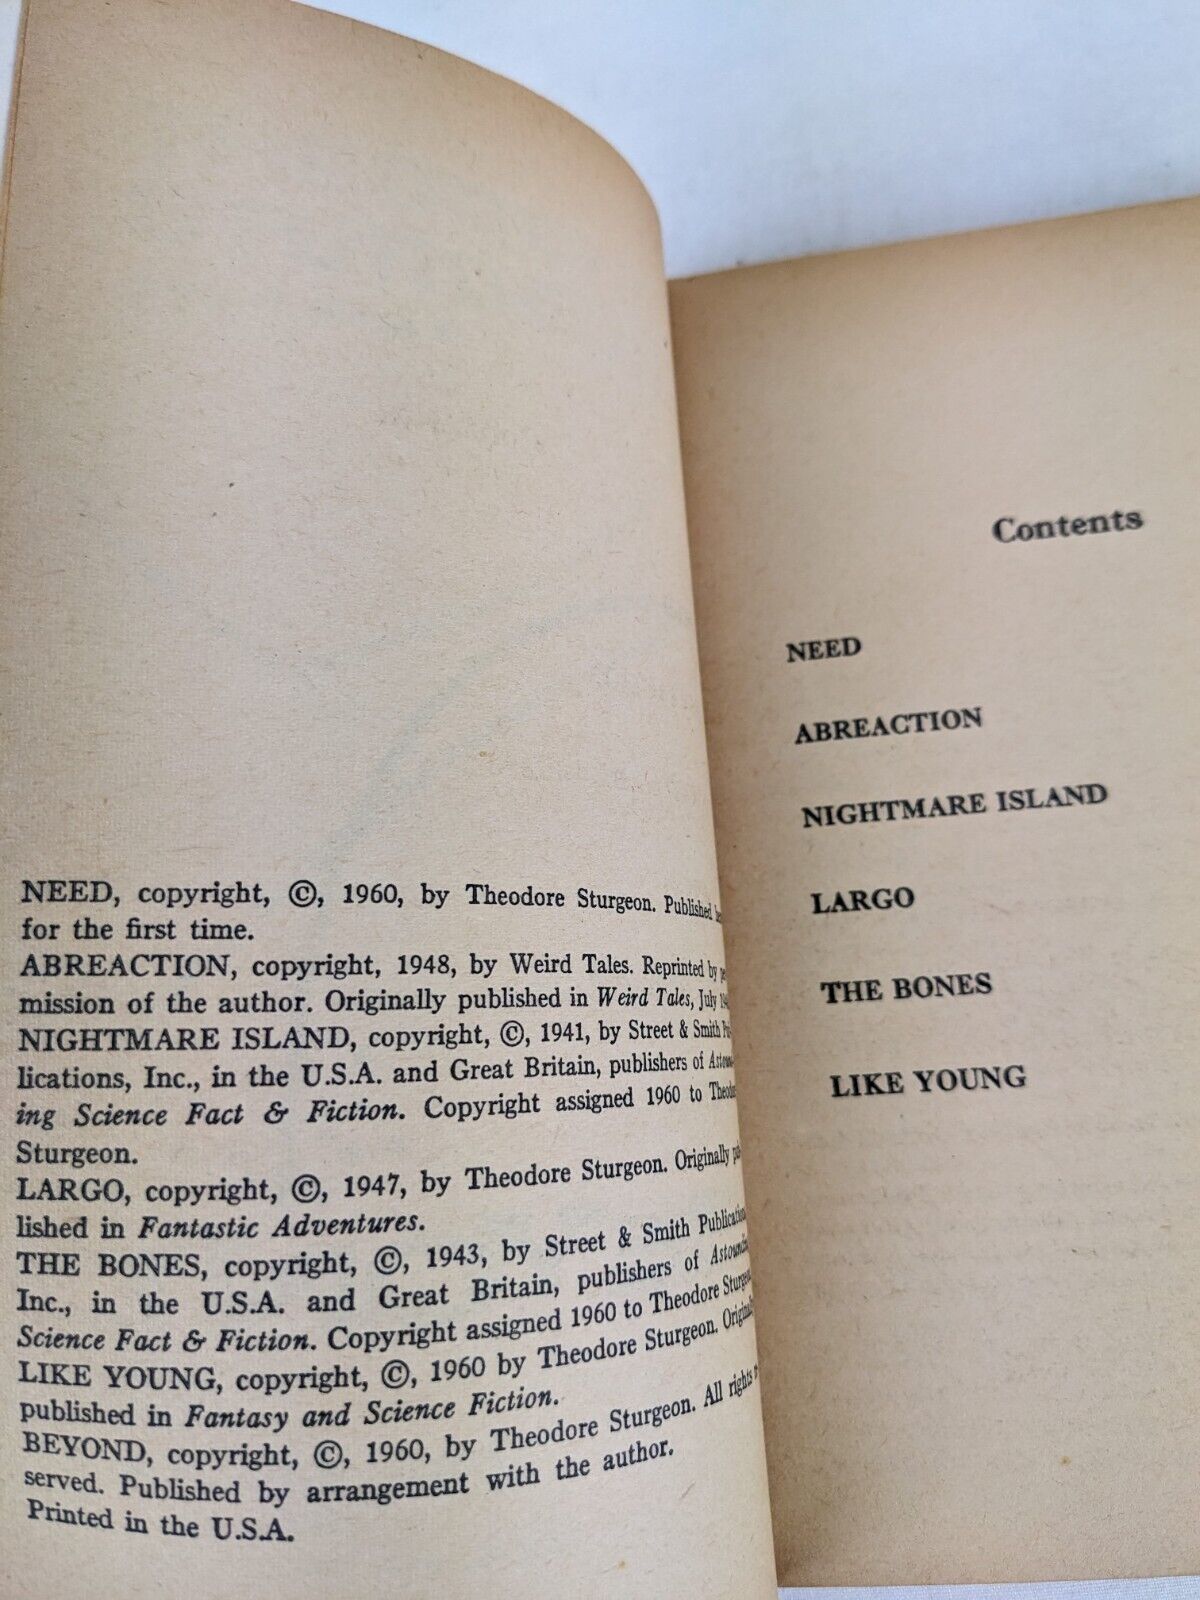 NEED, copyright, ©, 1960, by Theodore Sturgeon. Published
for the first time.
ABREACTION, copyright, 1948, by Weird Tales. Reprinted by
mission of the author. Originally published in Weird Tales, July
NIGHTMARE ISLAND, copyright, ©, 1941, by Street & Smith
lications, Inc., in the U.S.A. and Great Britain, publishers of
ing Science Fact & Fiction. Copyright assigned 1960 to
Sturgeon.
LARGO, copyright, ©, 1947, by Theodore Sturgeon. Originally
lished in Fantastic Adventures.
THE BONES, copyright, ©, 1943, by Street & Smith
Inc., in the U.S.A. and Great Britain, publishers of
Science Fact & Fiction. Copyright assigned 1960 to Theodore
LIKE YOUNG, copyright, ©, 1960 by Theodore Sturgeon.
published in Fantasy and Science Fiction.
BEYOND, copyright, ©, 1960, by Theodore Sturgeon. All rights
served. Published by arrangement with the author.
Printed in the U.S.A.
Contents
NEED
ABREACTION
NIGHTMARE ISLAND
LARGO
THE BONES
LIKE YOUNG